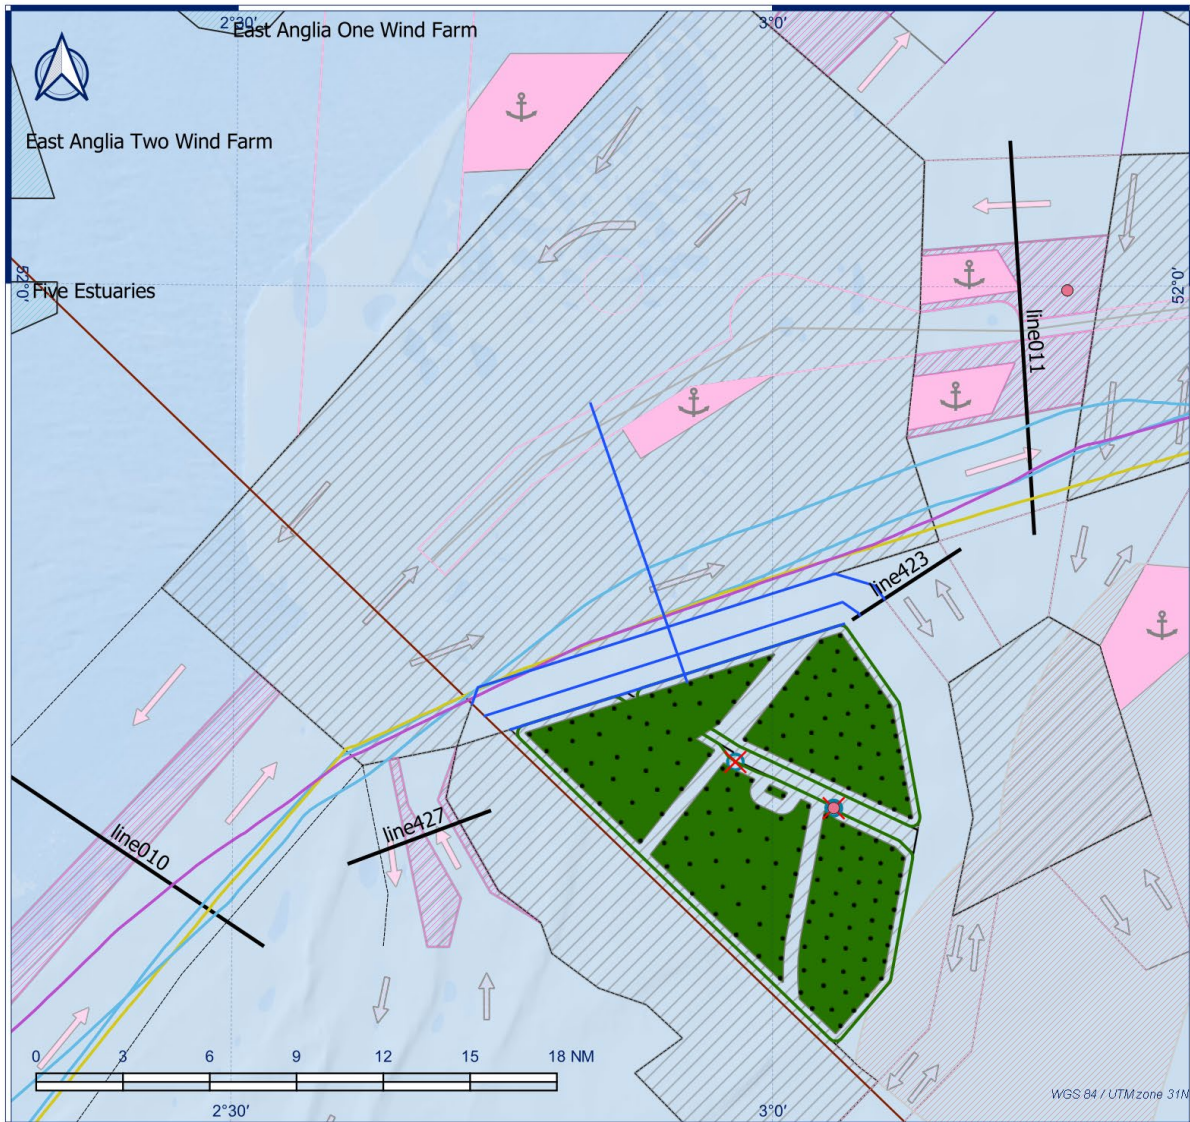 2°30′
3°0′
East Anglia One Wind Farm
East Anglia Two Wind Farm
52°0′
Five Estuaries
52°0′
line011
line423
line427
line010
0 3 6 9 12 15 18 NM
WGS 84 / UTM zone 31N
2°30′
3°0′